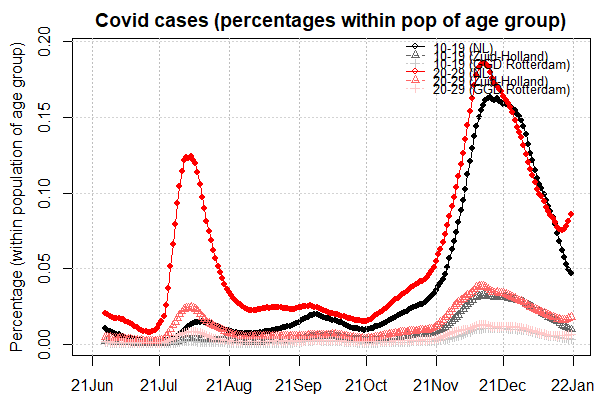 Covid cases (percentages within pop of age group)
Percentage (within population of age group)
0.20
0.15
0.10
0.05
0.00
10-19 (NL)
10-19 (Zuid-Holland)
10-19 (GGD Rotterdam)
20-29 (NL)
20-29 (Zuid-Holland)
20-29 (GGD Rotterdam)
21Jun 21Jul 21Aug 21Sep 21Oct 21Nov 21Dec 22Jan